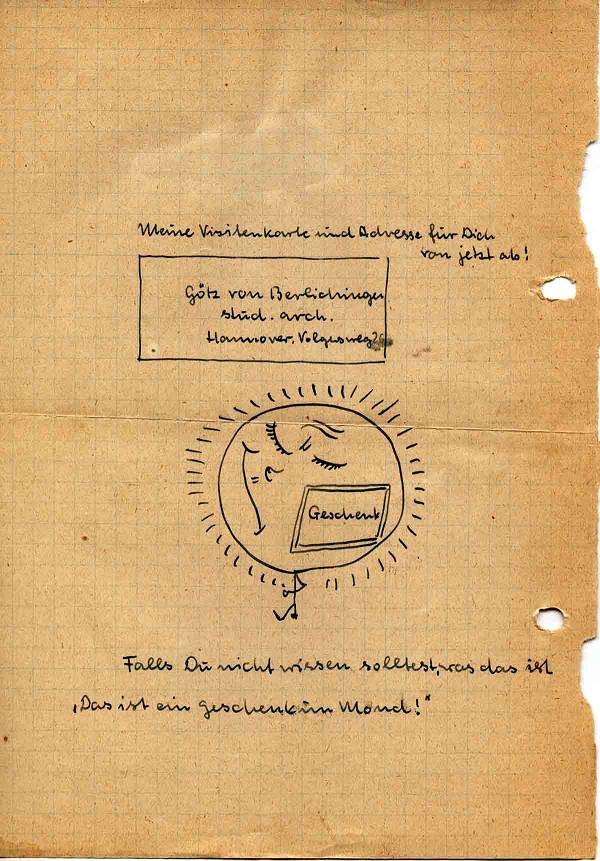 Meine Visitenkarte und Adresse für Dich
von jetzt ab!
Götz von Berlichingen
stud. arch.
Hannover, Volgersweg
Geschenk
Falls Du nicht wissen solltest, was das ist
„Das ist ein Geschenk im Mond!"